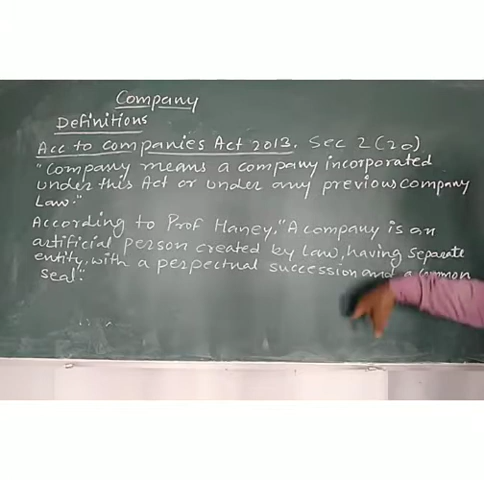 Company
Definitions
Acc to companies Act 2013. Sec 2(20)
"Company means a company incorporated
under this Act or under any previous company
Law."
According to Prof Haney. "A company is an
artificial person created by Law, having separate
entity, with a perpectual succession and a common
seal".